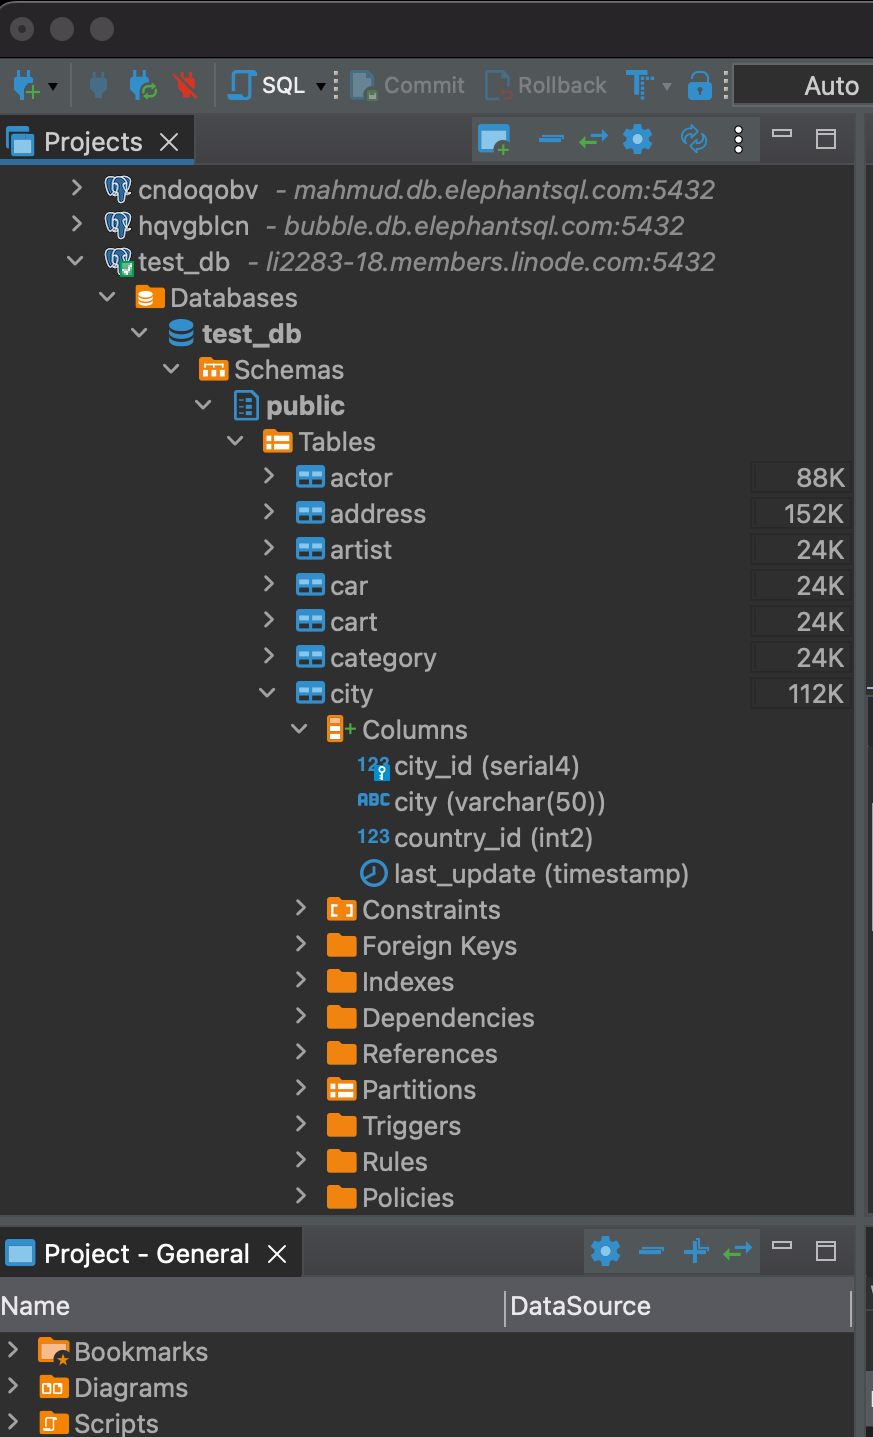 SQL Commit Rollback Auto
Projects
cndoqobv - mahmud.db.elephantsql.com:5432
hqvgblcn - bubble.db.elephantsql.com:5432
test_db - li2283-18.members.linode.com:5432
Databases
test_db
Schemas
public
Tables
actor 88K
address 152K
artist 24K
car 24K
cart 24K
category 24K
city 112K
Columns
123 city_id (serial4)
ABC city (varchar(50))
123 country_id (int2)
last_update (timestamp)
Constraints
Foreign Keys
Indexes
Dependencies
References
Partitions
Triggers
Rules
Policies
Project - General
Name DataSource
Bookmarks
Diagrams
Scripts